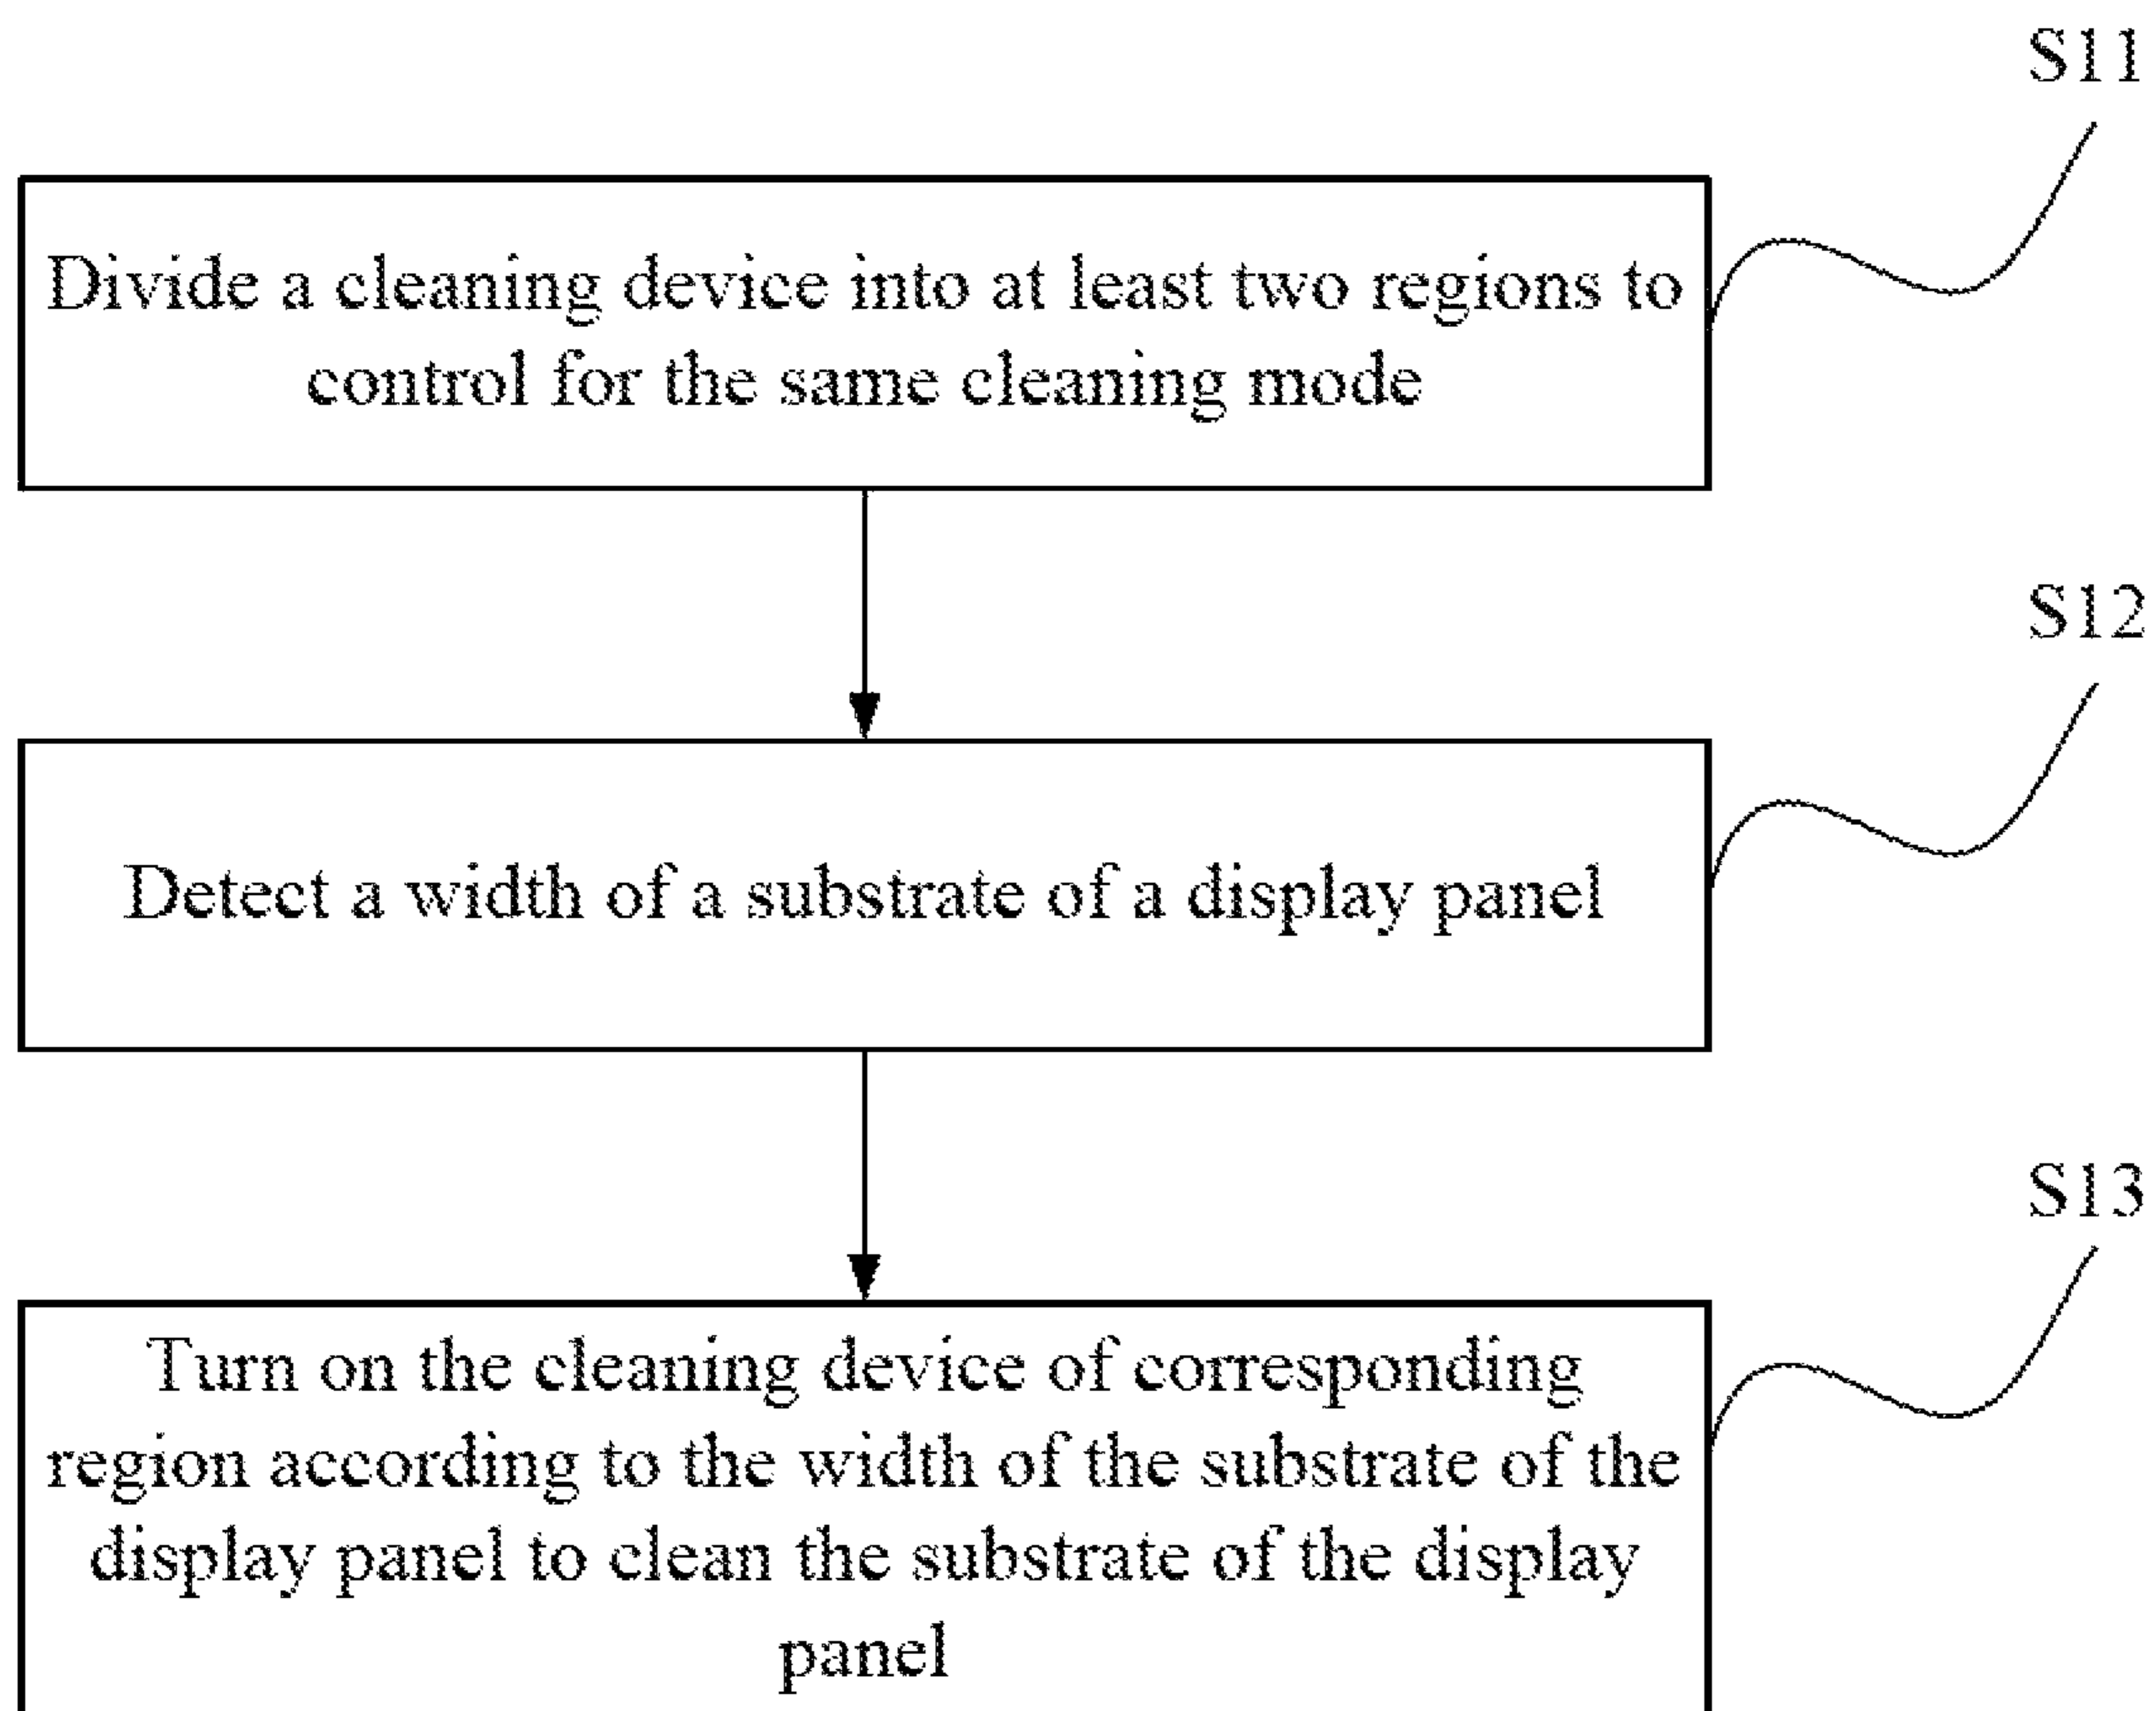 S11
Divide a cleaning device into at least two regions to
control for the same cleaning mode
S12
Detect a width of a substrate of a display panel
S13
Turn on the cleaning device of corresponding
region according to the width of the substrate of the
display panel to clean the substrate of the display
panel